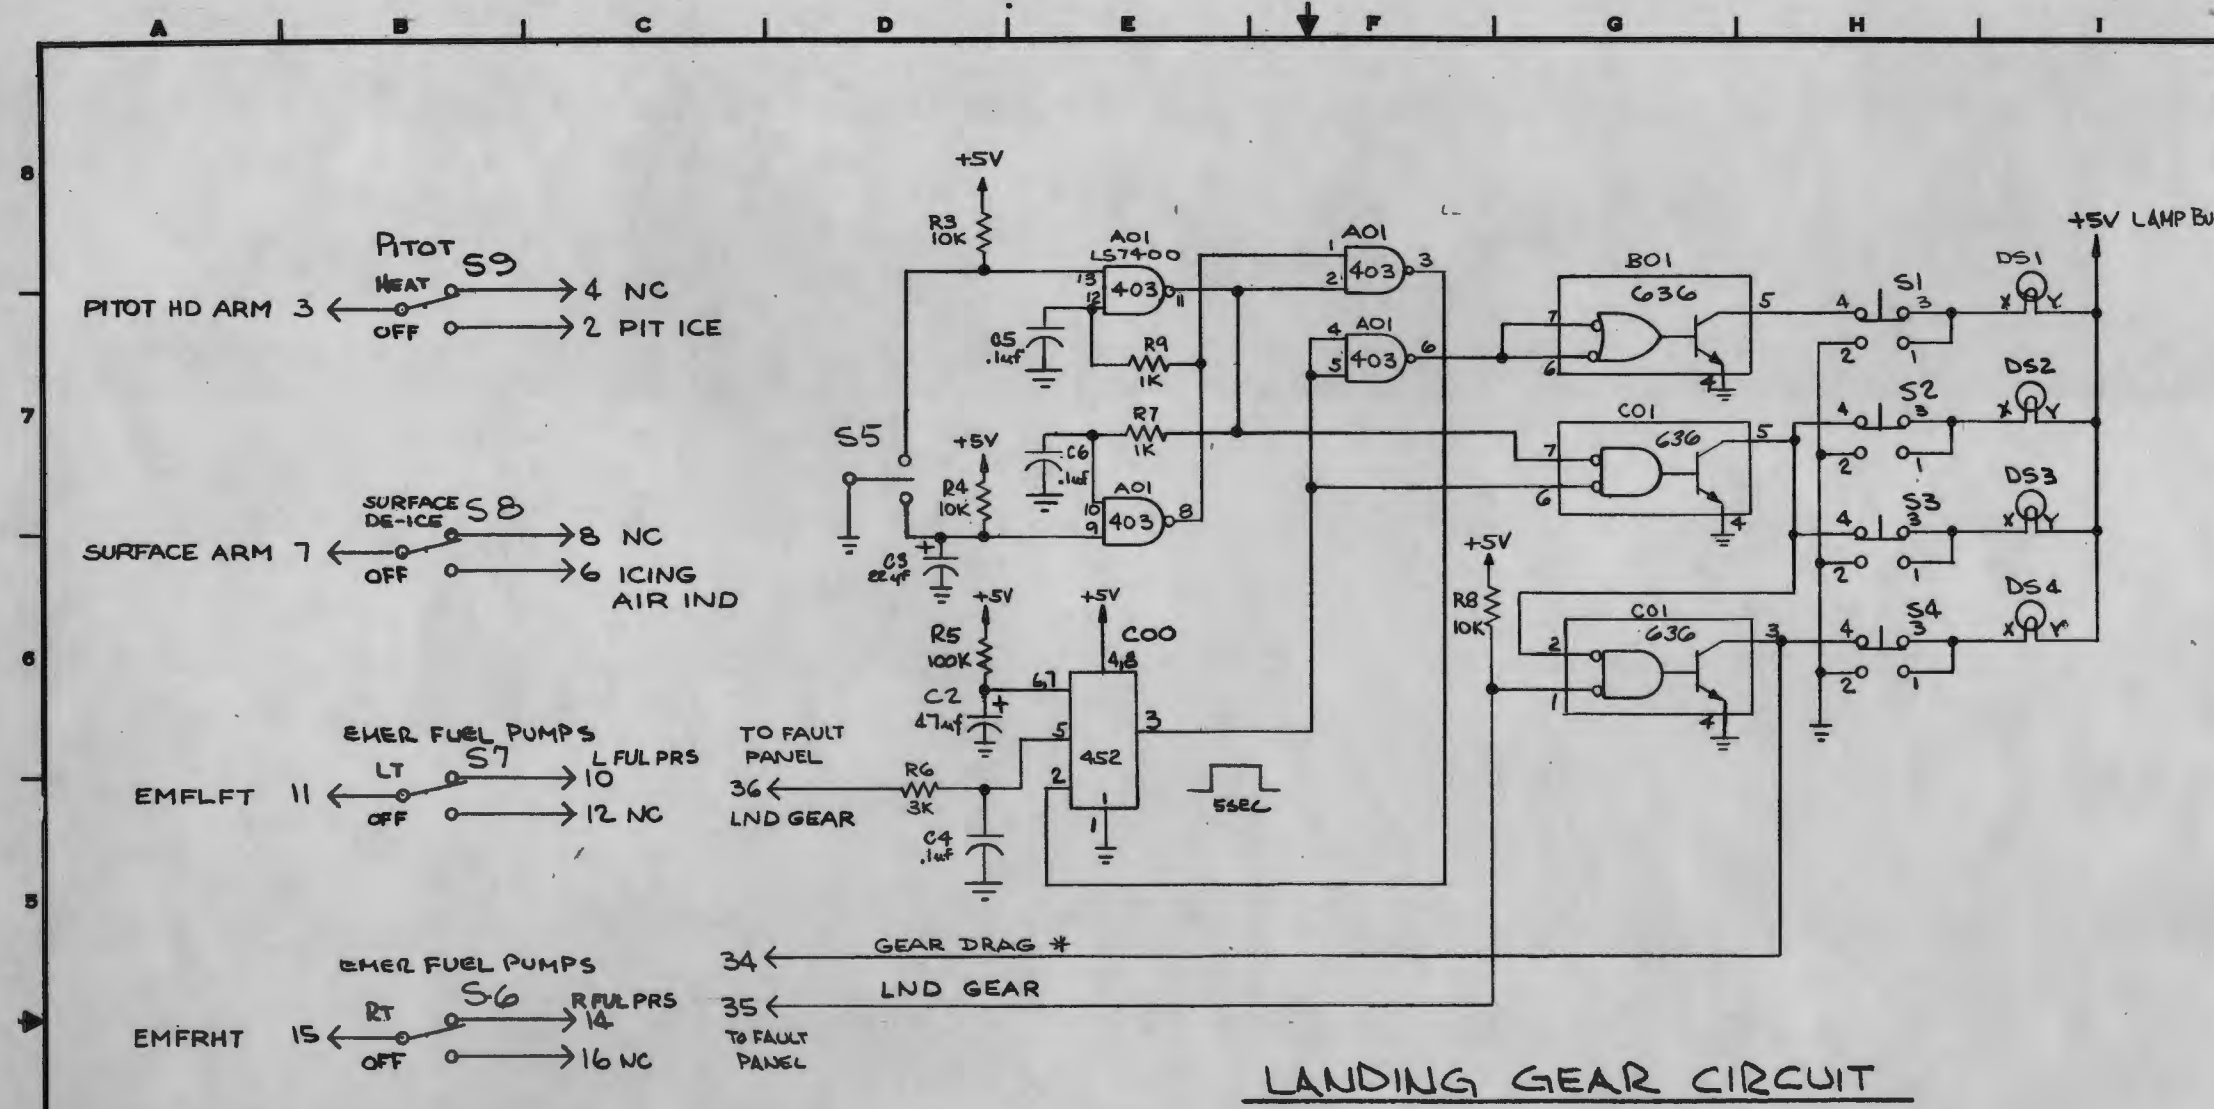 A B C D E F G H I
8
7
6
5
PITOT
HEAT S9
PITOT HD ARM 3
4 NC
OFF
2 PIT ICE
SURFACE
DE-ICE S8
SURFACE ARM 7
8 NC
OFF
6 ICING
AIR IND
EMER FUEL PUMPS
S7
LT
L FUL PRS
10
EMFLFT 11
OFF
12 NC
EMER FUEL PUMPS
S6
RT
R FUL PRS
14
EMFRHT 15
OFF
16 NC
+5V
R3
10K
A01
LS7400
13
12
403
11
C5
.1uf
R9
1K
S5
+5V
R4
10K
C6
.1uf
R7
1K
A01
10
9
403
8
C3
22uf
+
+5V
R5
100K
+5V
C00
4,8
6,7
C2
47uf
+
5
452
3
2
1
1
5SEC
TO FAULT
PANEL
36
LND GEAR
R6
3K
C4
.1uf
34
GEAR DRAG *
35
LND GEAR
TO FAULT
PANEL
A01
1
2
403
3
A01
4
5
403
6
B01
636
7
6
5
4
C01
636
7
6
5
4
+5V
R8
10K
C01
636
2
1
3
4
S1
4 3
2 1
S2
4 3
2 1
S3
4 3
2 1
S4
4 3
2 1
+5V LAMP BU
DS1
X Y
DS2
X Y
DS3
X Y
DS4
X Y
LANDING GEAR CIRCUIT